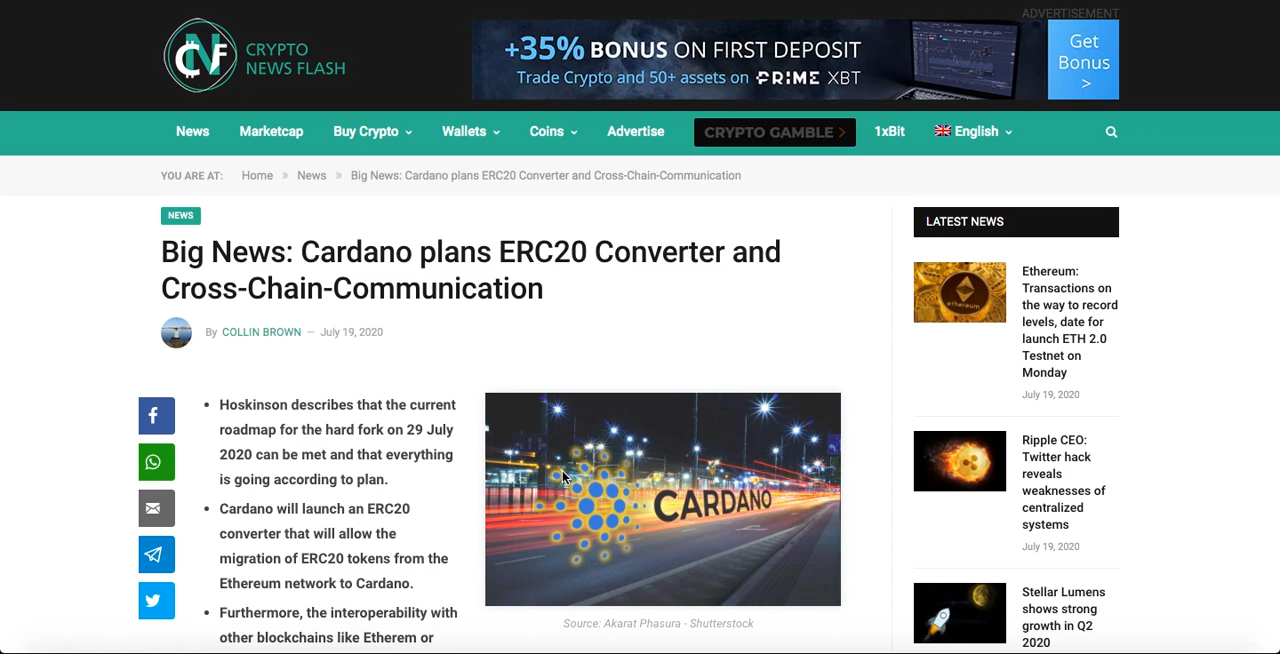 ADVERTISEMENT
CNF CRYPTO
NEWS FLASH
+35% BONUS ON FIRST DEPOSIT
Trade Crypto and 50+ assets on PRIME XBT
Get
Bonus
>
News Marketcap Buy Crypto Wallets Coins Advertise CRYPTO GAMBLE > 1xBit English
YOU ARE AT: Home » News » Big News: Cardano plans ERC20 Converter and Cross-Chain-Communication
NEWS
Big News: Cardano plans ERC20 Converter and
Cross-Chain-Communication
By COLLIN BROWN — July 19, 2020
• Hoskinson describes that the current
roadmap for the hard fork on 29 July
2020 can be met and that everything
is going according to plan.
• Cardano will launch an ERC20
converter that will allow the
migration of ERC20 tokens from the
Ethereum network to Cardano.
• Furthermore, the interoperability with
other blockchains like Etherem or
CARDANO
Source: Akarat Phasura - Shutterstock
LATEST NEWS
Ethereum:
Transactions on
the way to record
levels, date for
launch ETH 2.0
Testnet on
Monday
July 19, 2020
Ripple CEO:
Twitter hack
reveals
weaknesses of
centralized
systems
July 19, 2020
Stellar Lumens
shows strong
growth in Q2
2020